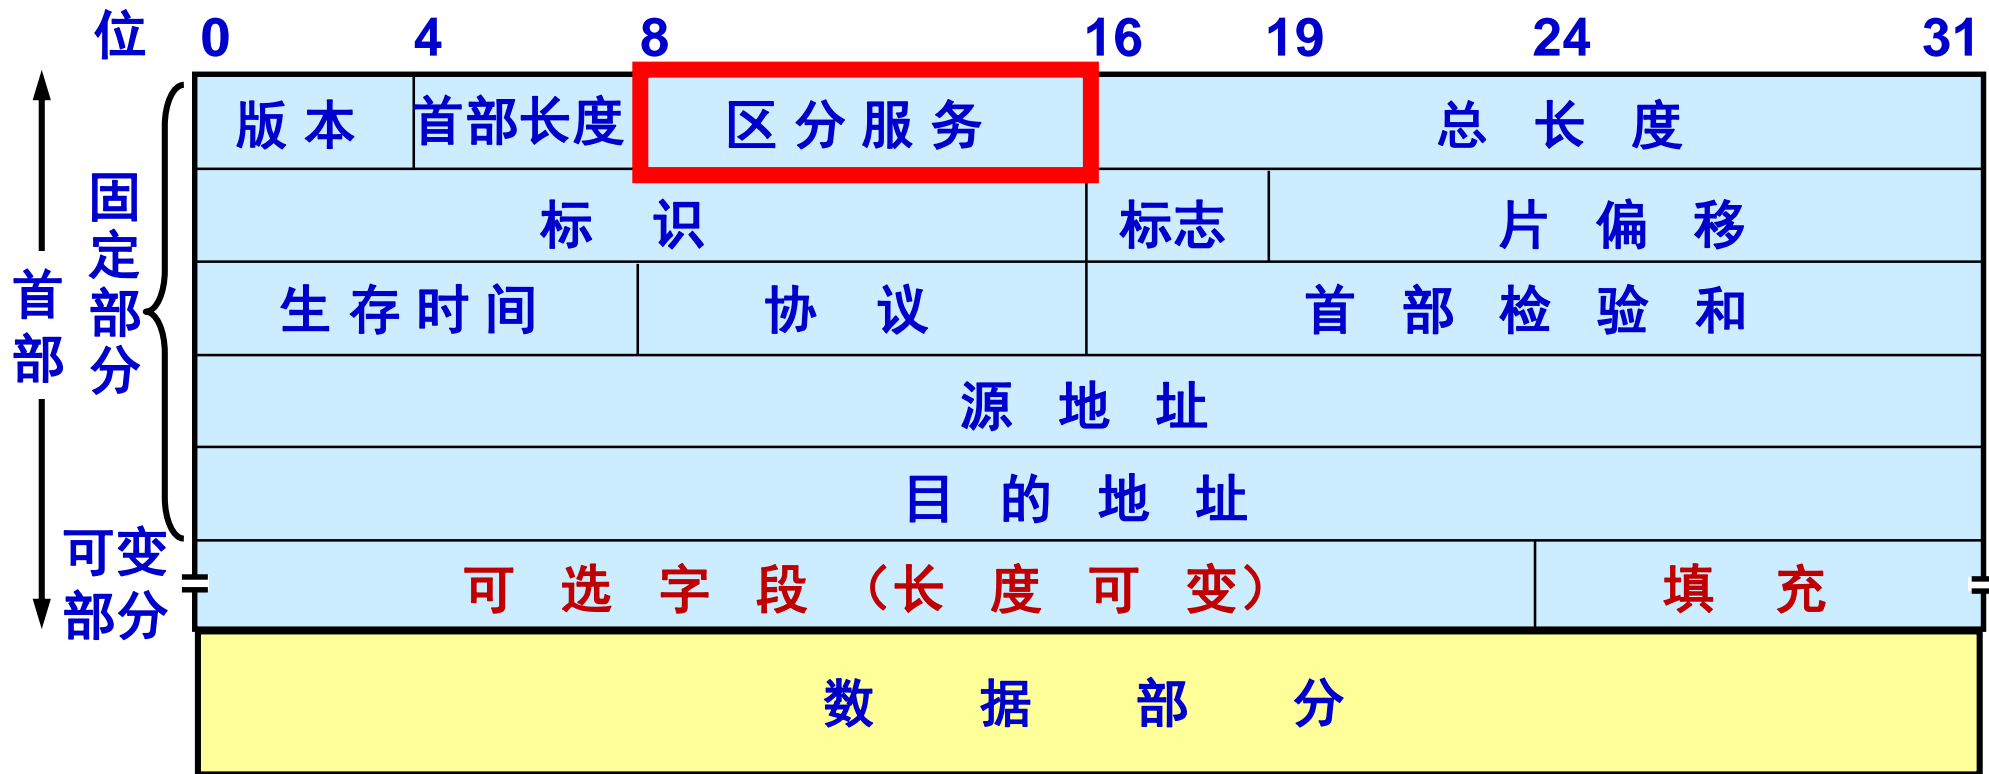 位 0 4 8 16 19 24 31
版本 首部长度 区分服务 总长度
标识 标志 片偏移
生存时间 协议 首部检验和
源地址
目的地址
可选字段（长度可变） 填充
数据部分
首部
固定部分
可变
部分